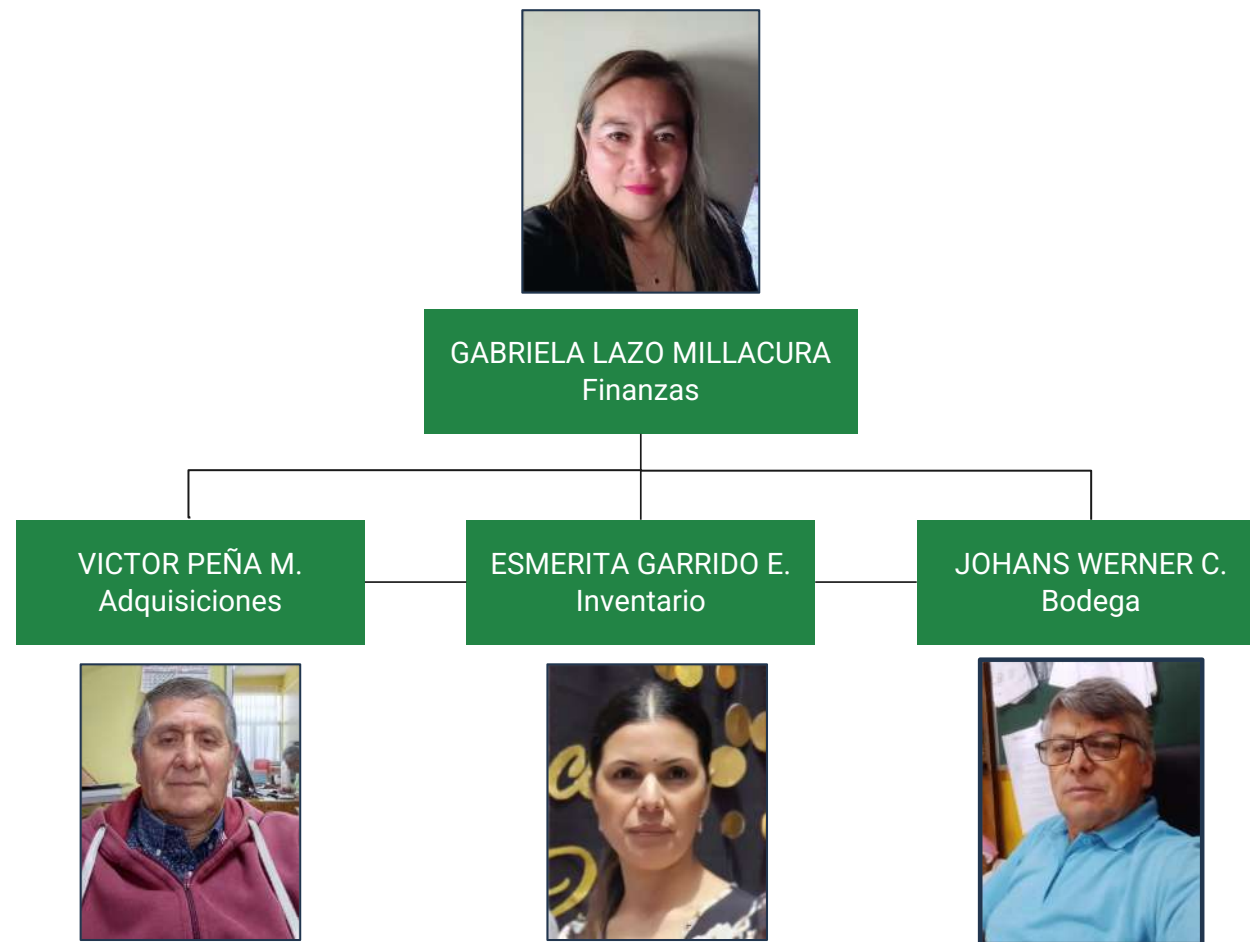 GABRIELA LAZO MILLACURA
Finanzas
VICTOR PEÑA M.
Adquisiciones
ESMERITA GARRIDO E.
Inventario
JOHANS WERNER C.
Bodega